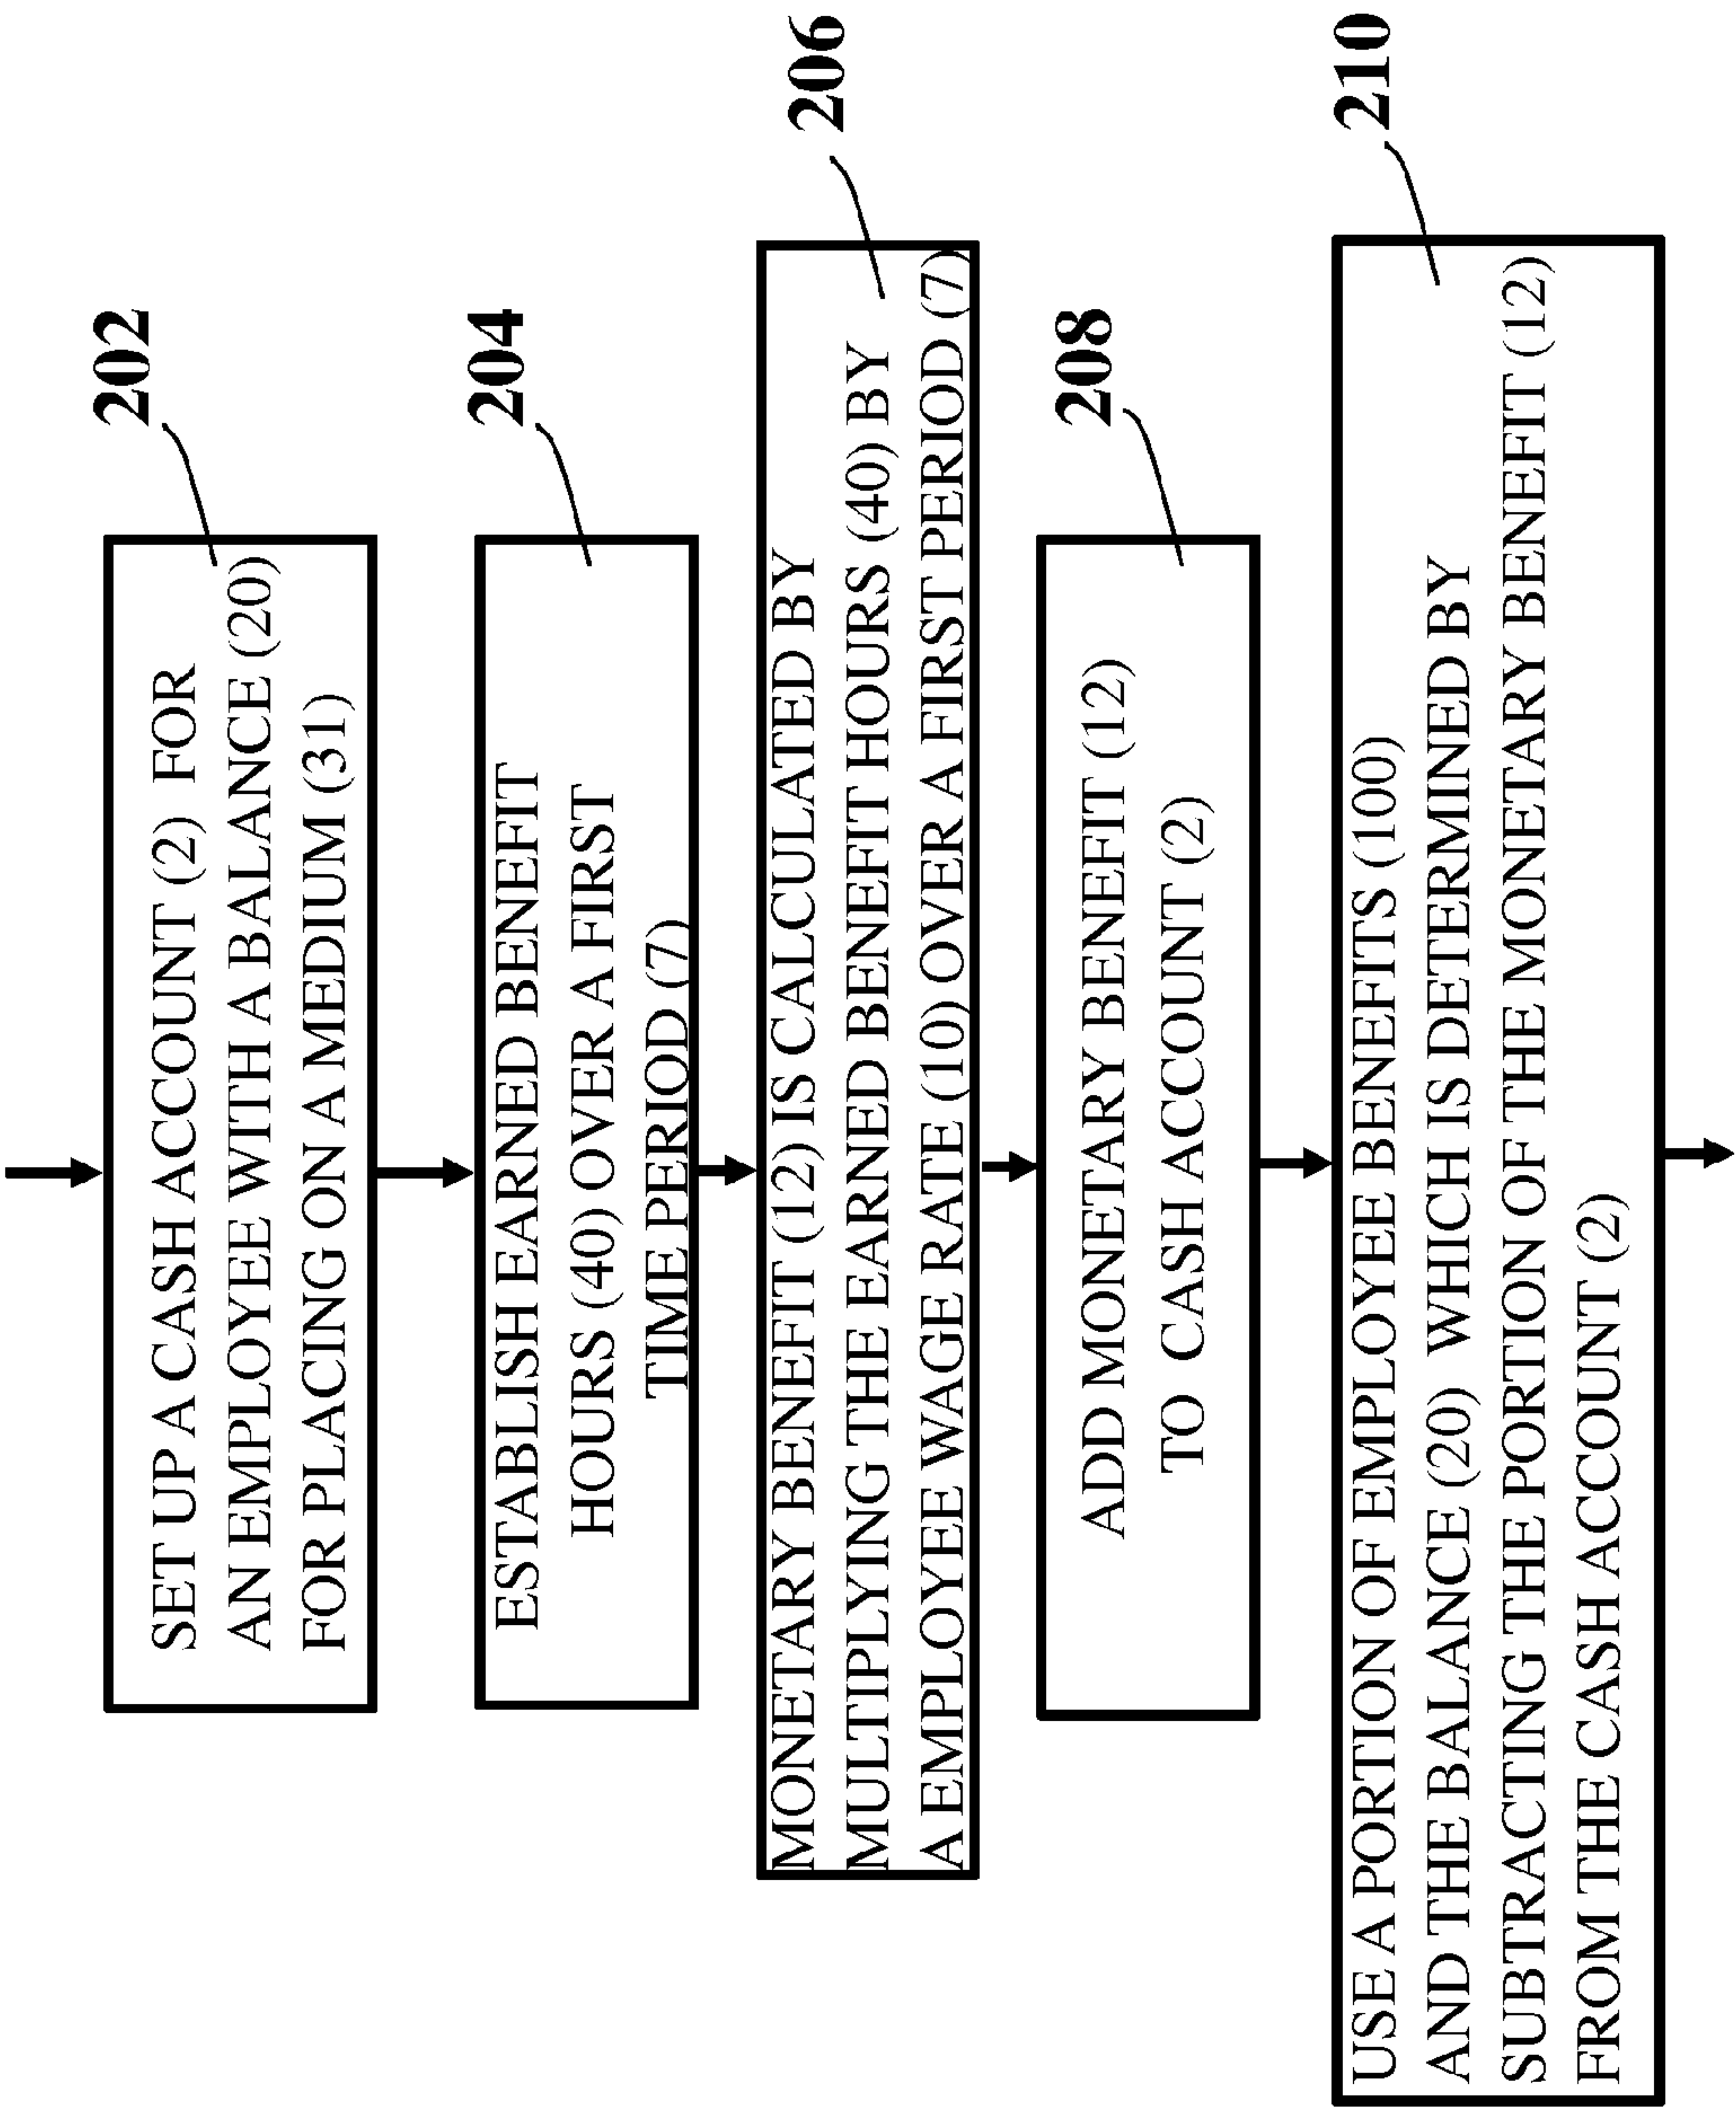 202
SET UP A CASH ACCOUNT (2) FOR
AN EMPLOYEE WITH A BALANCE (20)
FOR PLACING ON A MEDIUM (31)
204
ESTABLISH EARNED BENEFIT
HOURS (40) OVER A FIRST
TIME PERIOD (7)
206
MONETARY BENEFIT (12) IS CALCULATED BY
MULTIPLYING THE EARNED BENEFIT HOURS (40) BY
A EMPLOYEE WAGE RATE (10) OVER A FIRST PERIOD (7)
208
ADD MONETARY BENEFIT (12)
TO CASH ACCOUNT (2)
210
USE A PORTION OF EMPLOYEE BENEFITS (100)
AND THE BALANCE (20) WHICH IS DETERMINED BY
SUBTRACTING THE PORTION OF THE MONETARY BENEFIT (12)
FROM THE CASH ACCOUNT (2)